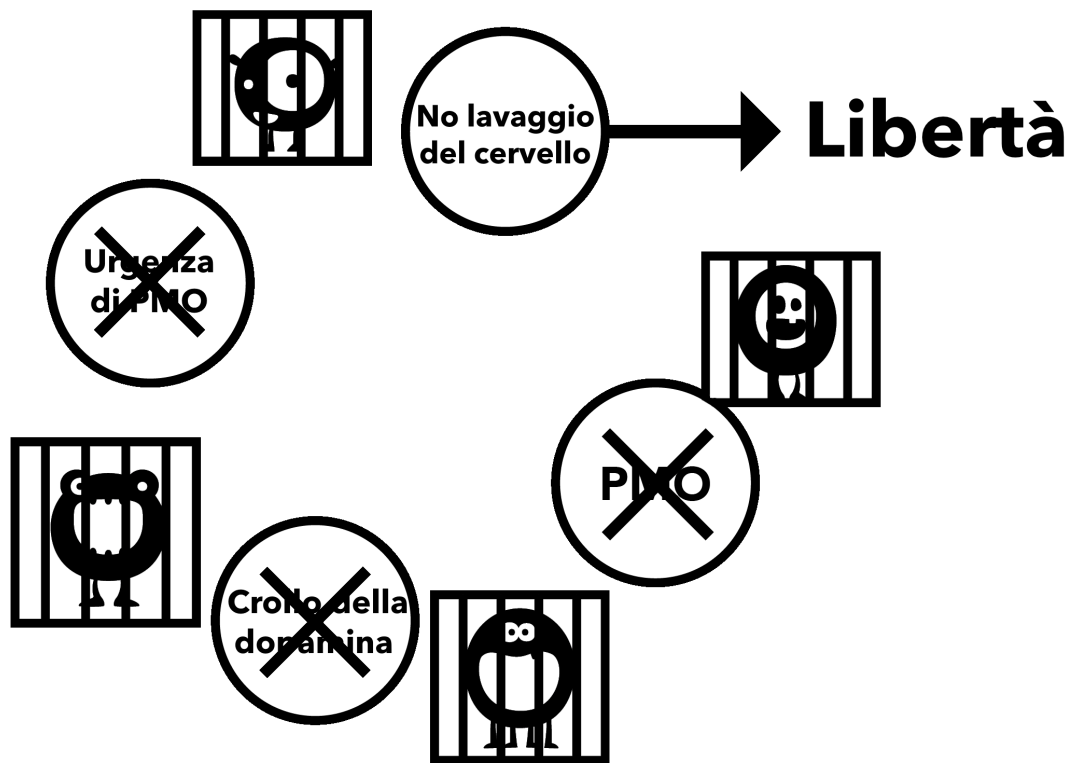 No lavaggio
del cervello
Libertà
Urgenza
di PMO
PMO
Crollo della
dopamina